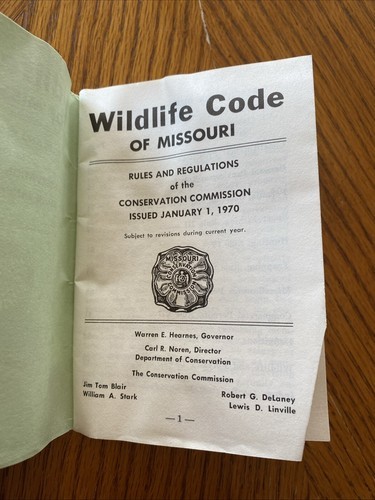 Wildlife Code
OF MISSOURI
RULES AND REGULATIONS
of the
CONSERVATION COMMISSION
ISSUED JANUARY 1, 1970
Subject to revisions during current year.
MISSOURI
CONSERVATION
COMMISSION
Warren E. Hearnes, Governor
Carl R. Noren, Director
Department of Conservation
The Conservation Commission
Jim Tom Blair
William A. Stark
Robert G. DeLaney
Lewis D. Linville
—1—